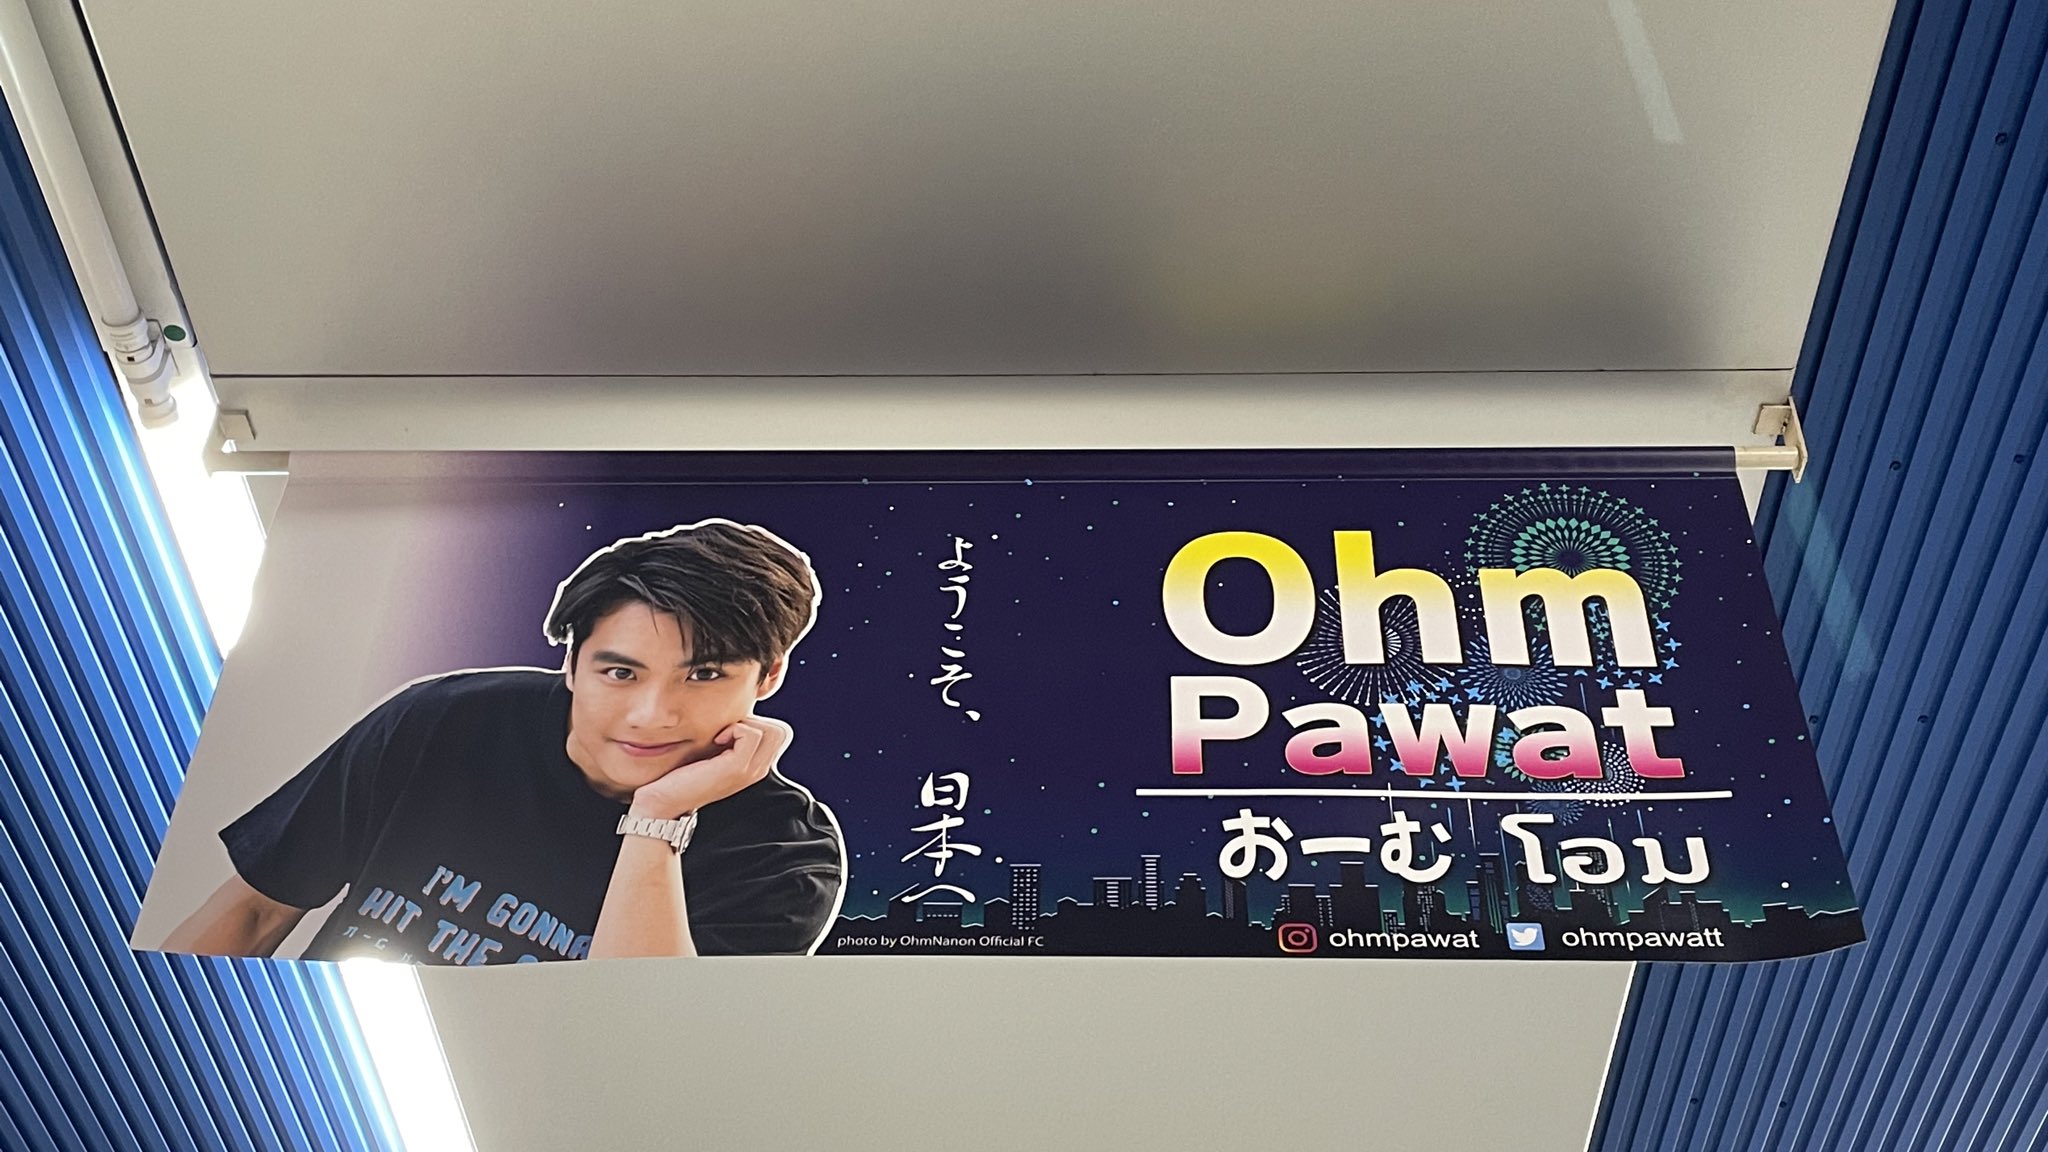 I'M GONNA
HIT THE
ようこそ、日本へ
Ohm
Pawat
おーむ โอม
photo by OhmNanon Official FC
ohmpawat ohmpawatt